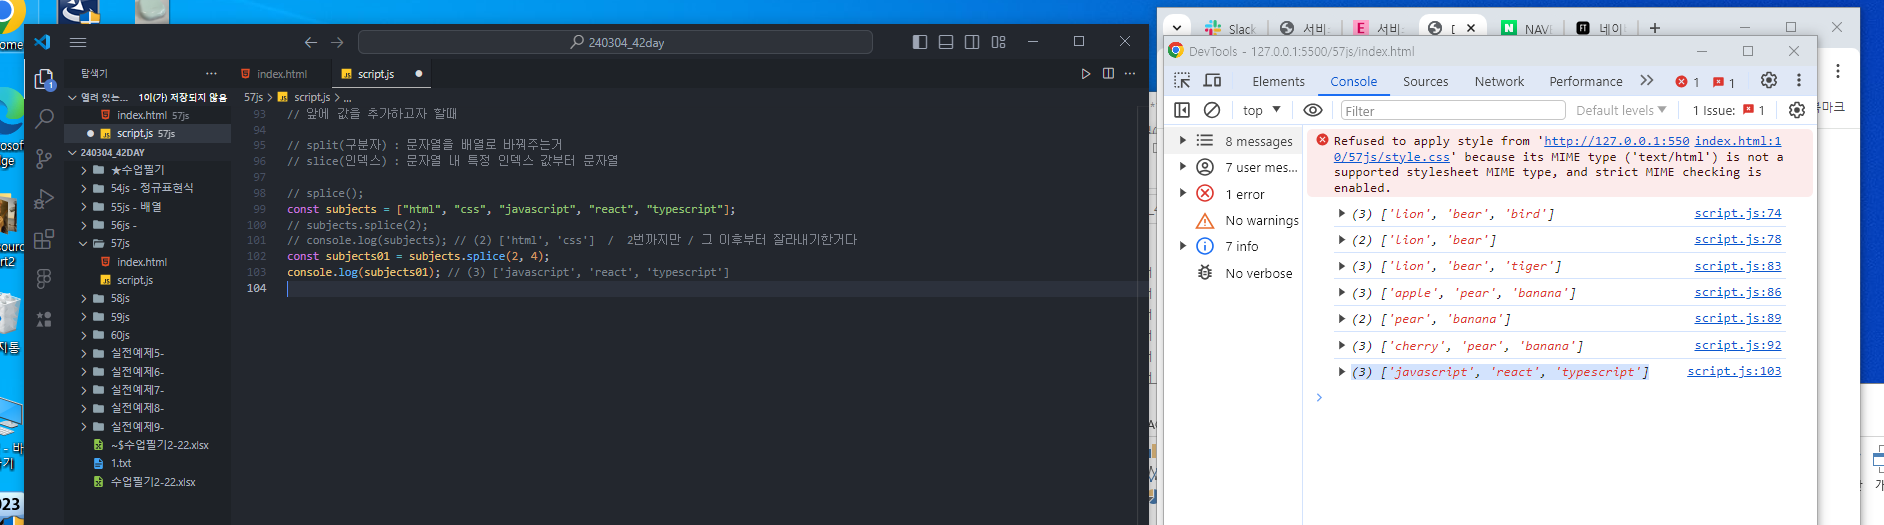 ome
osoft
ge
sourc
rt2
지통
- 바
가기
023
240304_42day
탐색기
index.html
script.js
열려 있는... 1이(가) 저장되지 않음
index.html 57js
script.js 57js
240304_42DAY
★수업필기
54js - 정규표현식
55js - 배열
56js -
57js
index.html
script.js
58js
59js
60js
실전예제5-
실전예제6-
실전예제7-
실전예제8-
실전예제9-
~$수업필기2-22.xlsx
1.txt
수업필기2-22.xlsx
57js > script.js > ...
93 // 앞에 값을 추가하고자 할때
94
95 // split(구분자) : 문자열을 배열로 바꿔주는거
96 // slice(인덱스) : 문자열 내 특정 인덱스 값부터 문자열
97
98 // splice();
99 const subjects = ["html", "css", "javascript", "react", "typescript"];
100 // subjects.splice(2);
101 // console.log(subjects); // (2) ['html', 'css'] / 2번까지만 / 그 이후부터 잘라내기한거다
102 const subjects01 = subjects.splice(2, 4);
103 console.log(subjects01); // (3) ['javascript', 'react', 'typescript']
104
Slack
서비
E 서비
[
N NAV
FT 네이
DevTools - 127.0.0.1:5500/57js/index.html
Elements Console Sources Network Performance 1 1
top Filter Default levels 1 Issue: 1
8 messages
7 user mes...
1 error
No warnings
7 info
No verbose
Refused to apply style from 'http://127.0.0.1:550 index.html:1
0/57js/style.css' because its MIME type ('text/html') is not a
supported stylesheet MIME type, and strict MIME checking is
enabled.
(3) ['lion', 'bear', 'bird'] script.js:74
(2) ['lion', 'bear'] script.js:78
(3) ['lion', 'bear', 'tiger'] script.js:83
(3) ['apple', 'pear', 'banana'] script.js:86
(2) ['pear', 'banana'] script.js:89
(3) ['cherry', 'pear', 'banana'] script.js:92
(3) ['javascript', 'react', 'typescript'] script.js:103
북마크